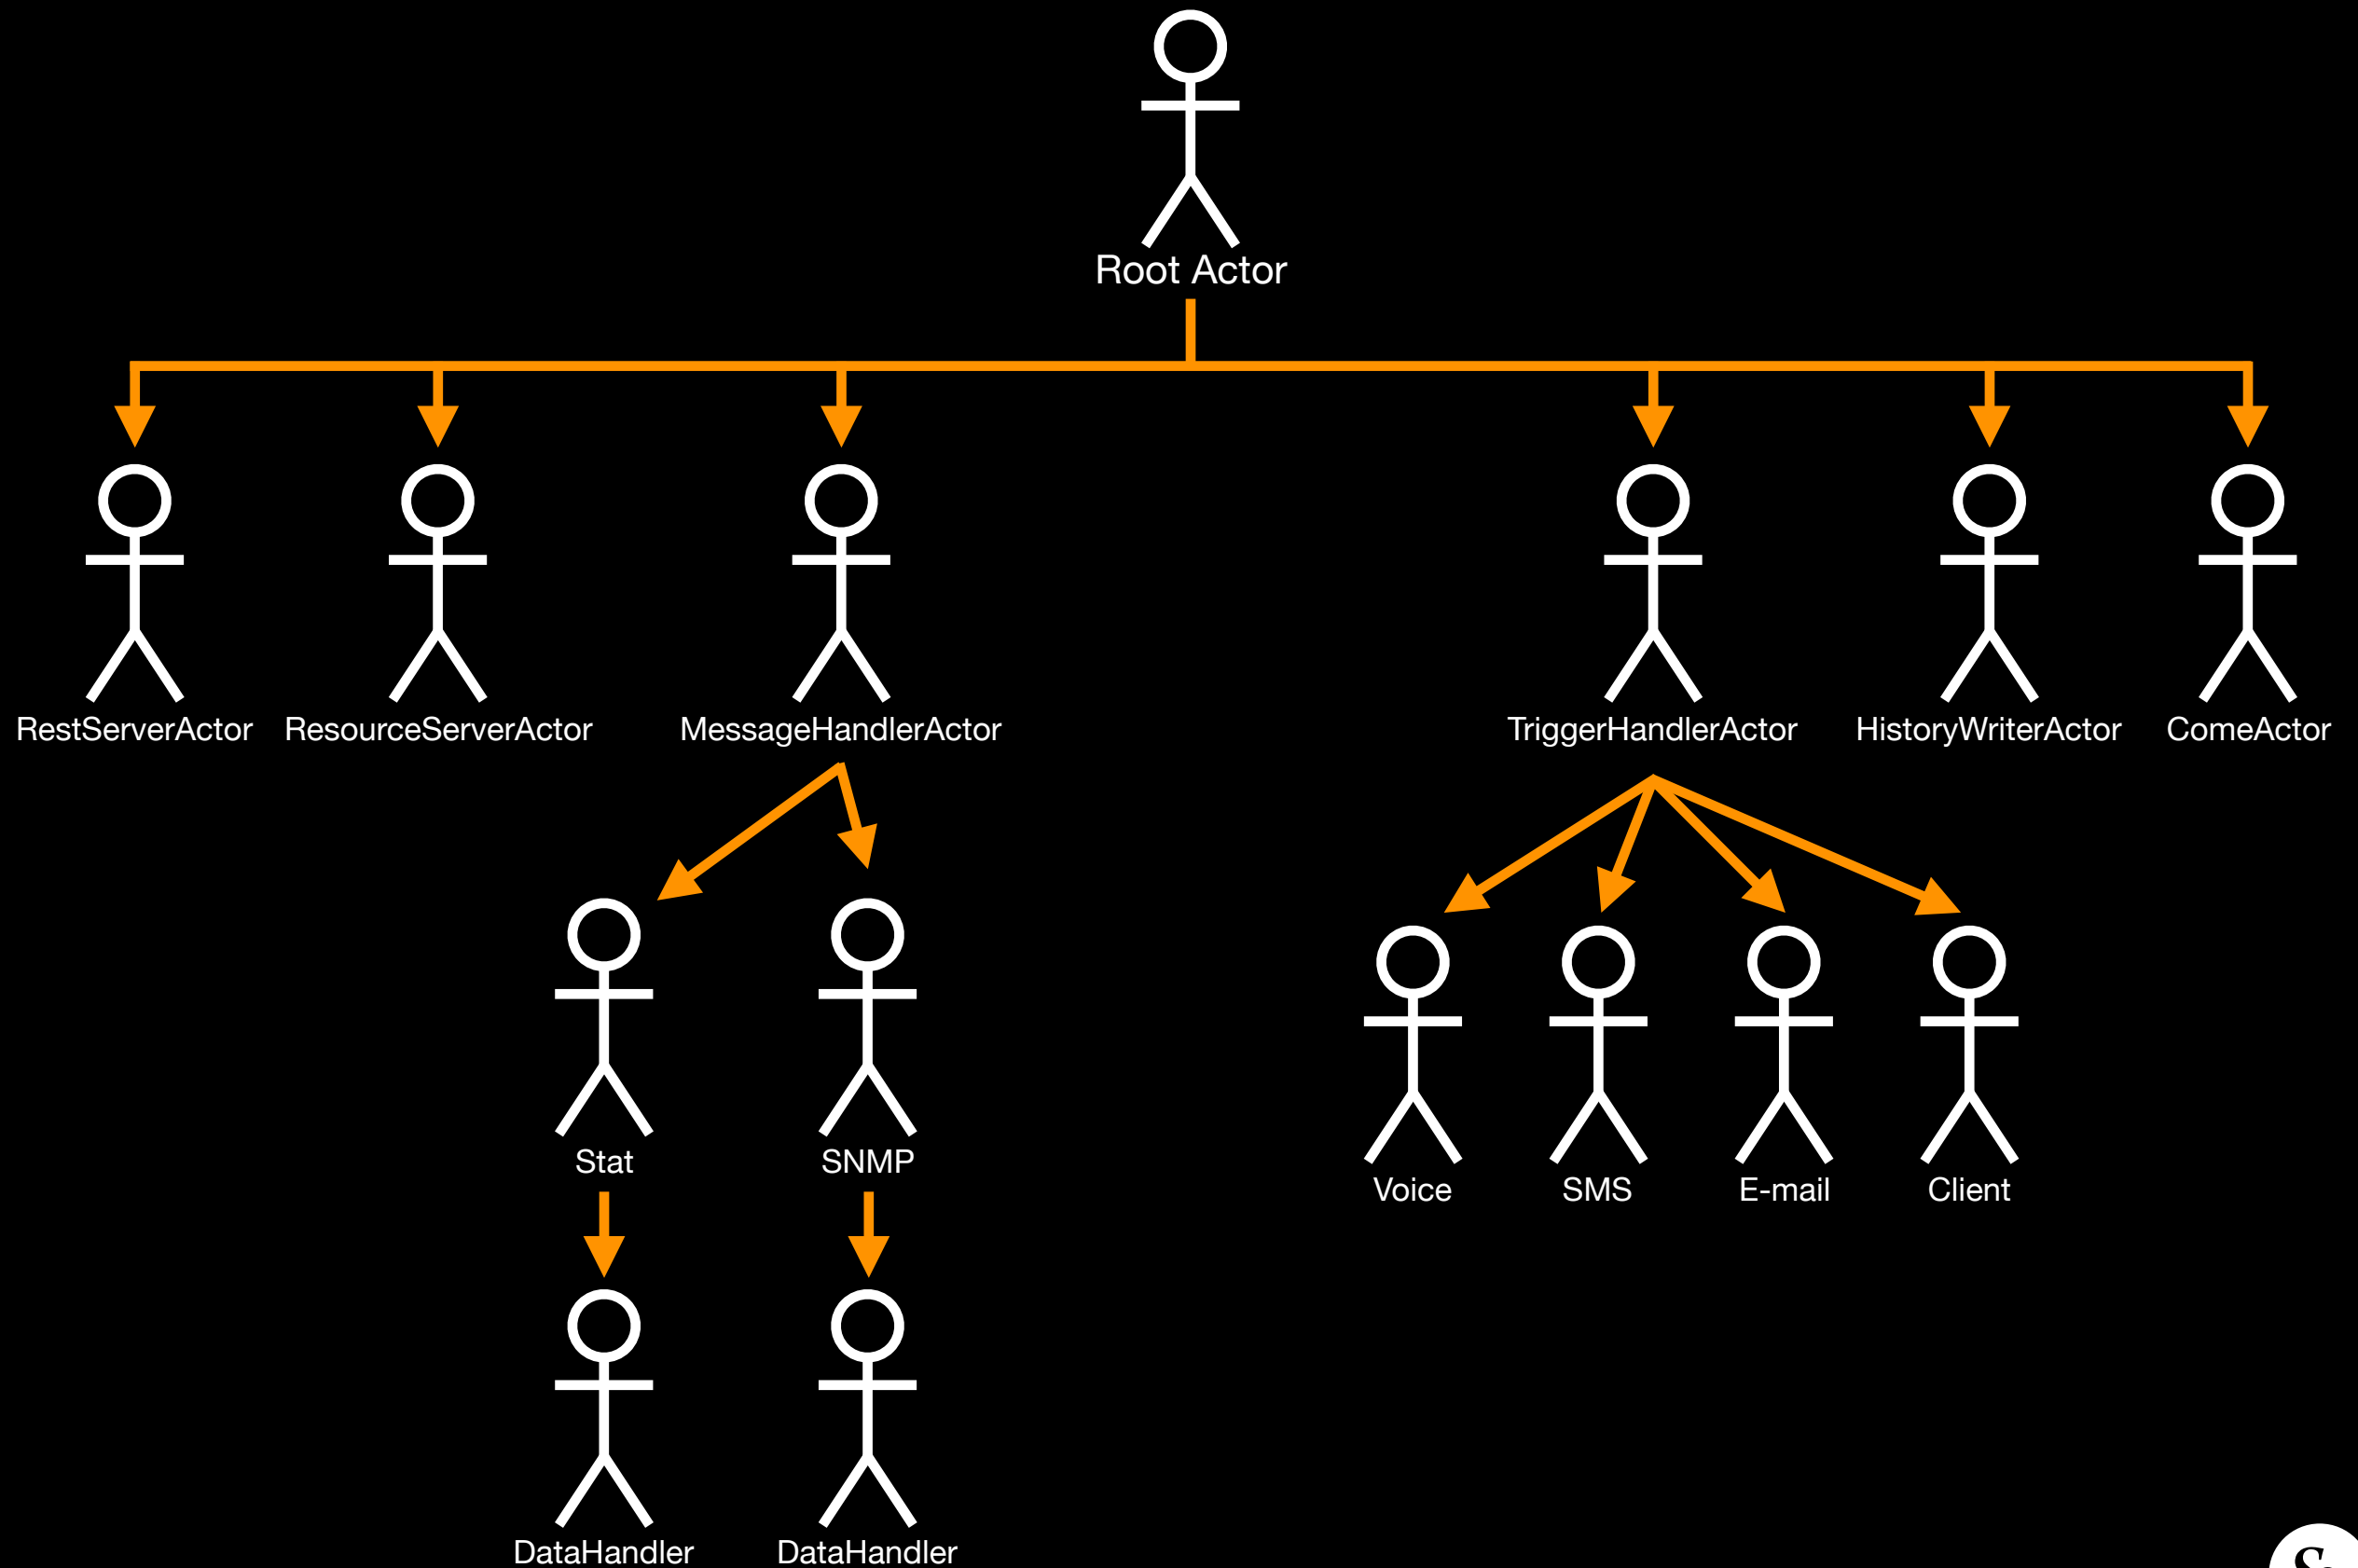 Root Actor
RestServerActor
ResourceServerActor
MessageHandlerActor
TriggerHandlerActor
HistoryWriterActor
ComeActor
Stat
SNMP
Voice
SMS
E-mail
Client
DataHandler
DataHandler